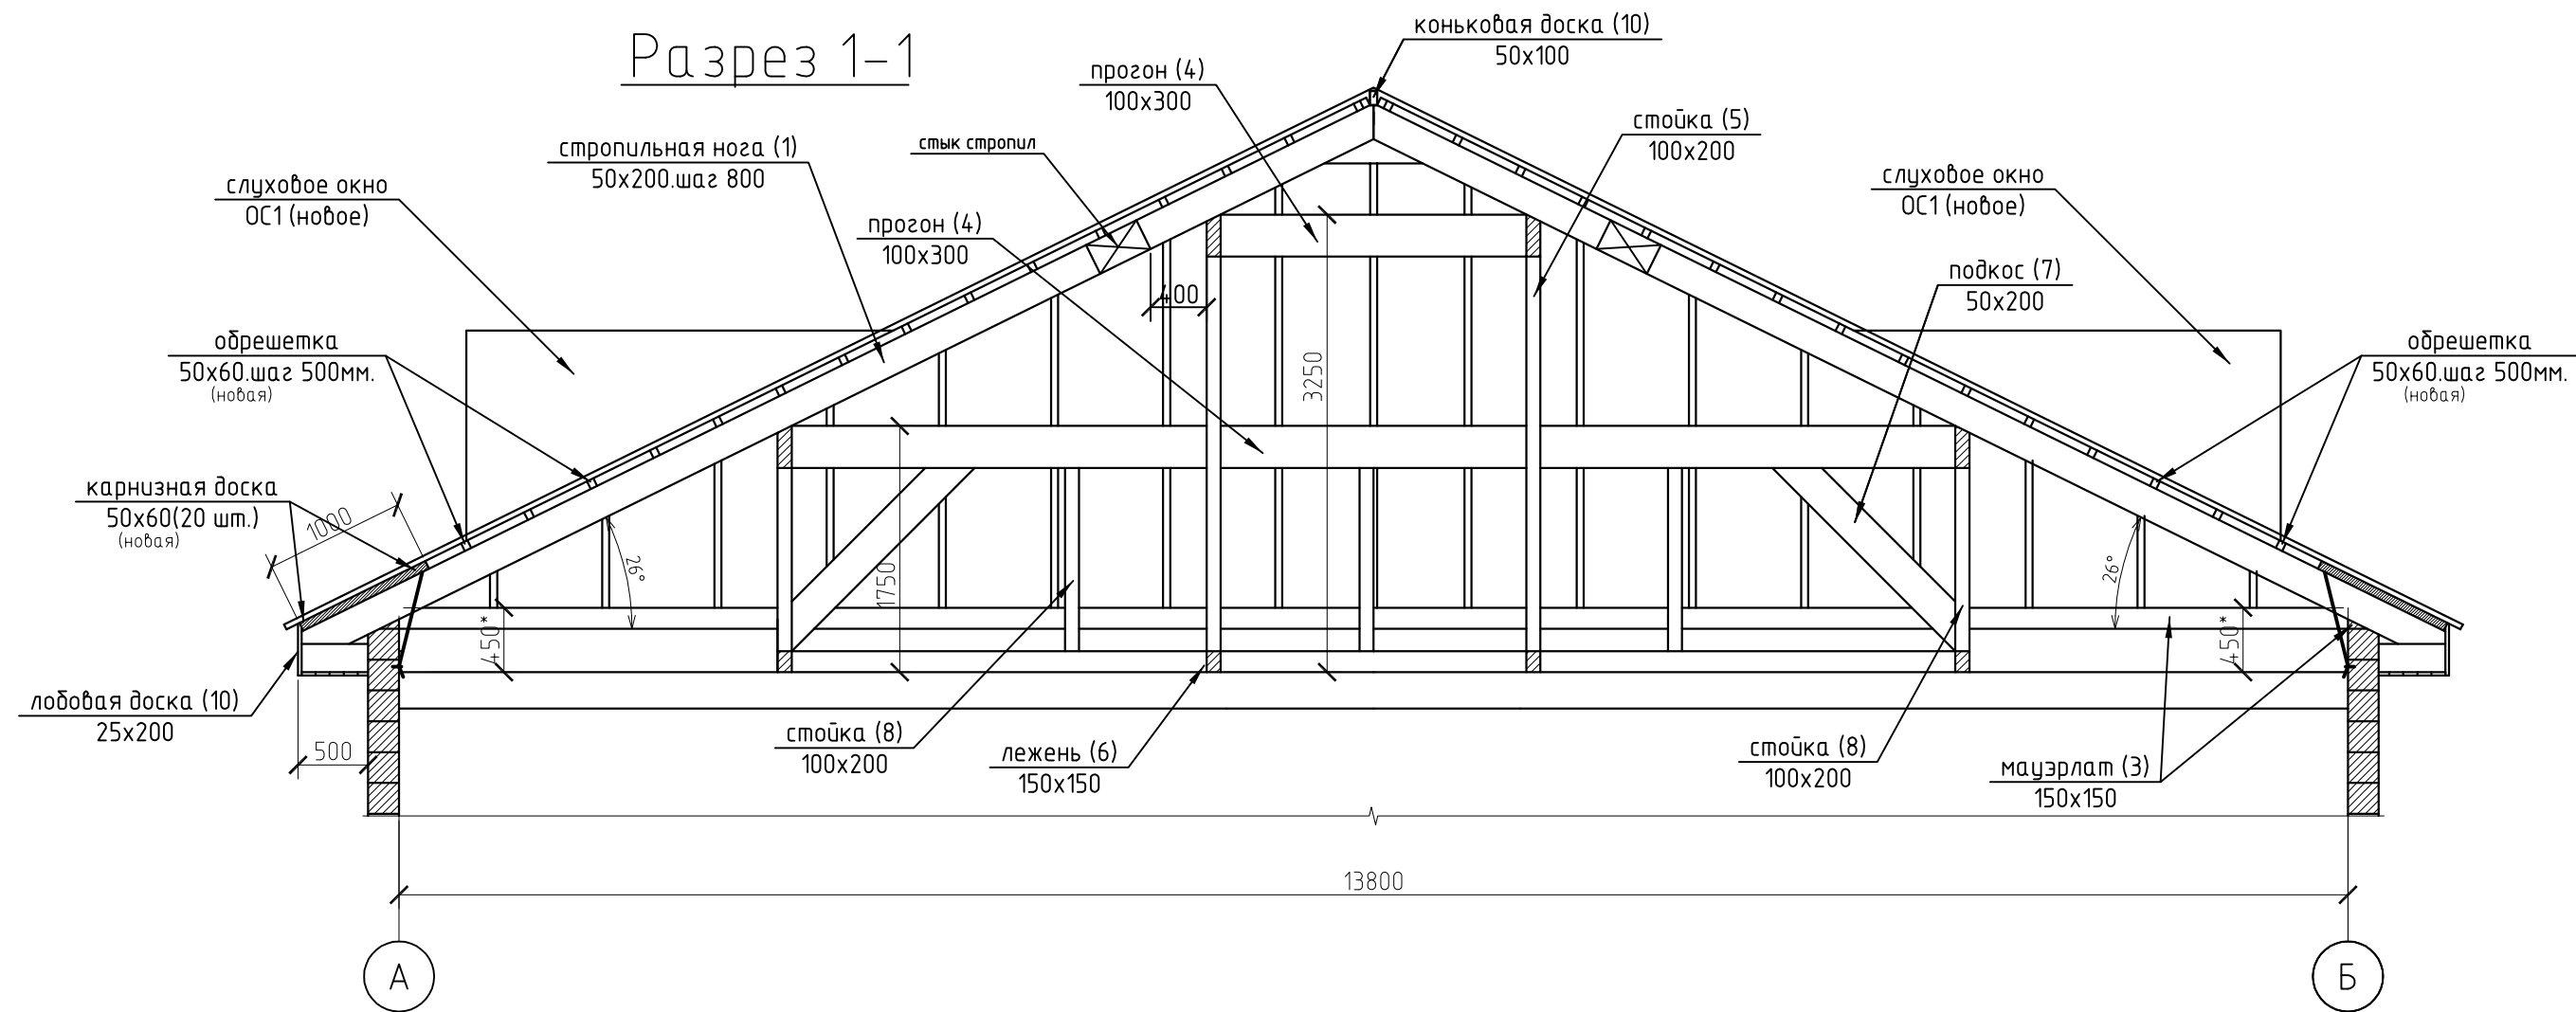 Разрез 1-1
коньковая доска (10)
50х100
прогон (4)
100х300
стойка (5)
100х200
стропильная нога (1)
50х200.шаг 800
стык стропил
слуховое окно
ОС1 (новое)
слуховое окно
ОС1 (новое)
прогон (4)
100х300
подкос (7)
50х200
400
обрешетка
50х60.шаг 500мм.
(новая)
3250
обрешетка
50х60.шаг 500мм.
(новая)
карнизная доска
50х60(20 шт.)
(новая)
1000
26°
1750
26°
450*
450*
лобовая доска (10)
25х200
500
стойка (8)
100х200
лежень (6)
150х150
стойка (8)
100х200
мауэрлат (3)
150х150
13800
А
Б